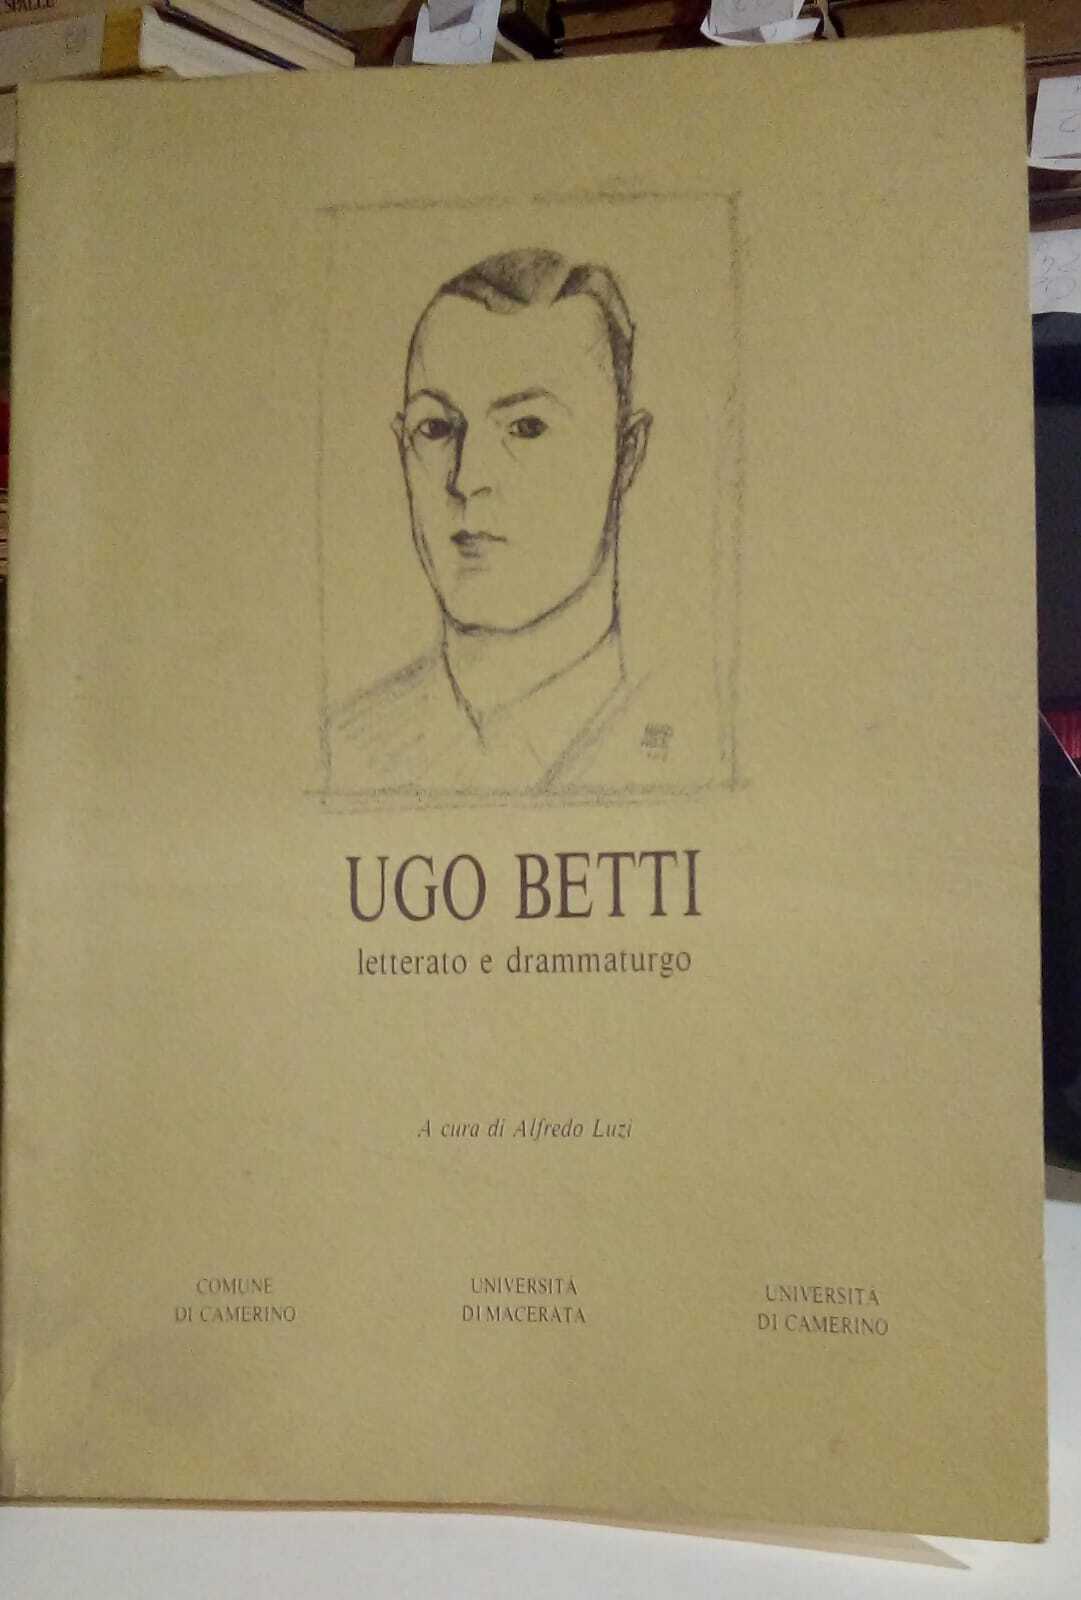 UGO BETTI
letterato e drammaturgo
A cura di Alfredo Luzi
COMUNE
DI CAMERINO
UNIVERSITÀ
DI MACERATA
UNIVERSITÀ
DI CAMERINO